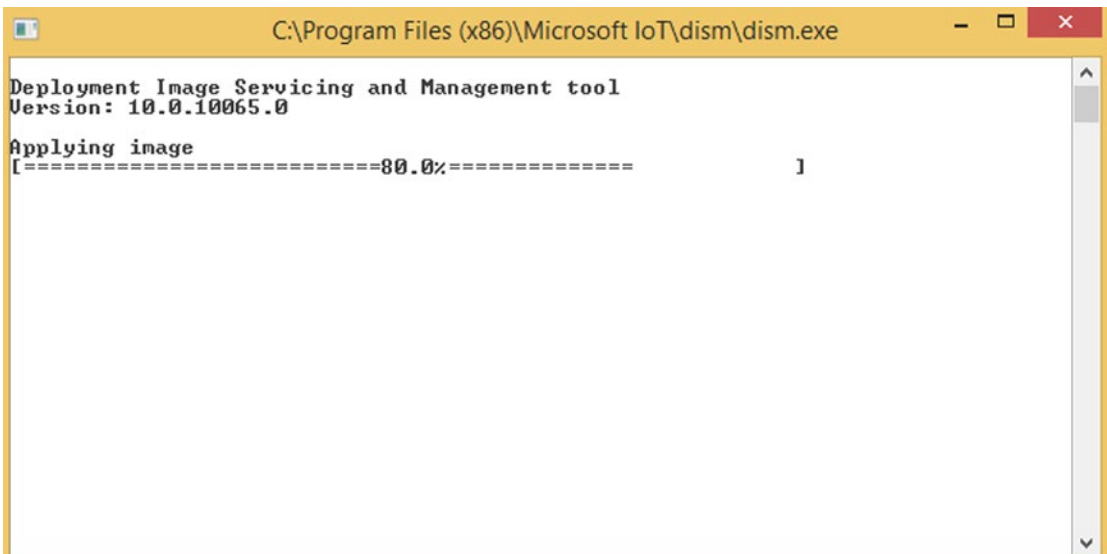 C:\Program Files (x86)\Microsoft IoT\dism\dism.exe
Deployment Image Servicing and Management tool
Version: 10.0.10065.0
Applying image
[===========================80.0%==============            ]